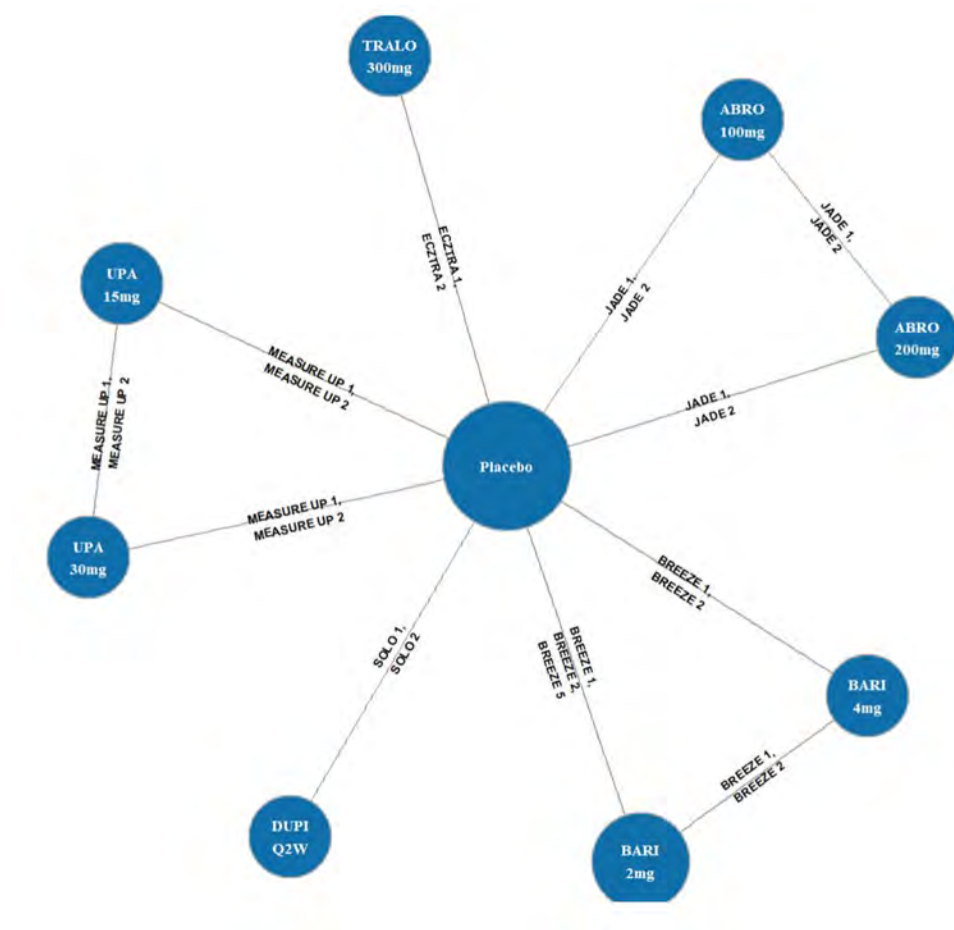 TRALO
300mg
ABRO
100mg
JADE 1,
JADE 2
ECZTRA 1,
ECZTRA 2
UPA
15mg
JADE 1,
JADE 2
ABRO
200mg
MEASURE UP 1,
MEASURE UP 2
JADE 1,
JADE 2
MEASURE UP 1,
MEASURE UP 2
Placebo
MEASURE UP 1,
MEASURE UP 2
UPA
30mg
BREEZE 1,
BREEZE 2
SOLO 1,
SOLO 2
BREEZE 1,
BREEZE 2,
BREEZE 5
BARI
4mg
BREEZE 1,
BREEZE 2
DUPI
Q2W
BARI
2mg